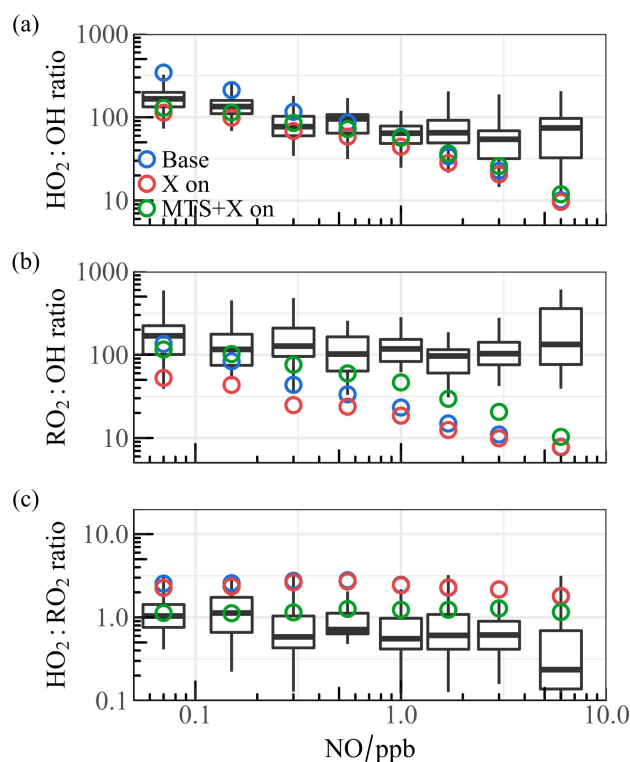 (a)
1000
100
10
HO₂:OH ratio
Base
X on
MTS+X on
(b)
1000
100
10
RO₂:OH ratio
(c)
10.0
1.0
0.1
HO₂:RO₂ ratio
0.1 1.0 10.0
NO/ppb